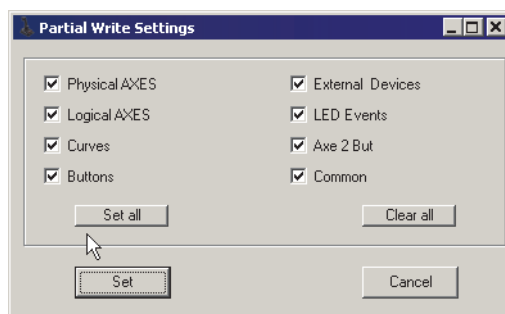 Partial Write Settings
Physical AXES
External Devices
Logical AXES
LED Events
Curves
Axe 2 But
Buttons
Common
Set all
Clear all
Set
Cancel